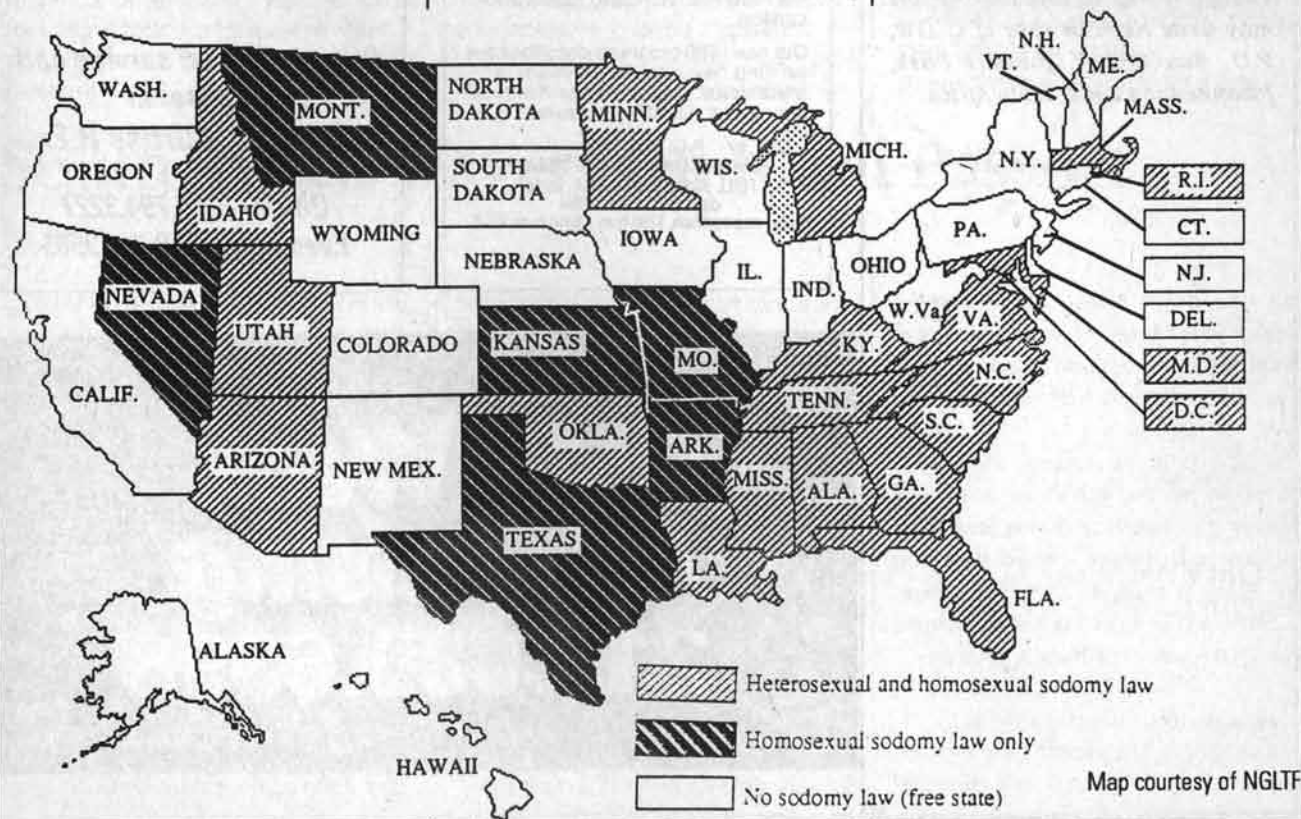 WASH.
OREGON
CALIF.
NEVADA
IDAHO
MONT.
WYOMING
UTAH
ARIZONA
COLORADO
NEW MEX.
NORTH
DAKOTA
SOUTH
DAKOTA
NEBRASKA
KANSAS
OKLA.
TEXAS
MINN.
IOWA
MO.
ARK.
LA.
WIS.
IL.
MICH.
IND.
OHIO
KY.
TENN.
MISS.
ALA.
GA.
FLA.
S.C.
N.C.
VA.
W.Va.
PA.
N.Y.
VT.
N.H.
ME.
MASS.
R.I.
CT.
N.J.
DEL.
M.D.
D.C.
ALASKA
HAWAII
Heterosexual and homosexual sodomy law
Homosexual sodomy law only
No sodomy law (free state)
Map courtesy of NGLTF